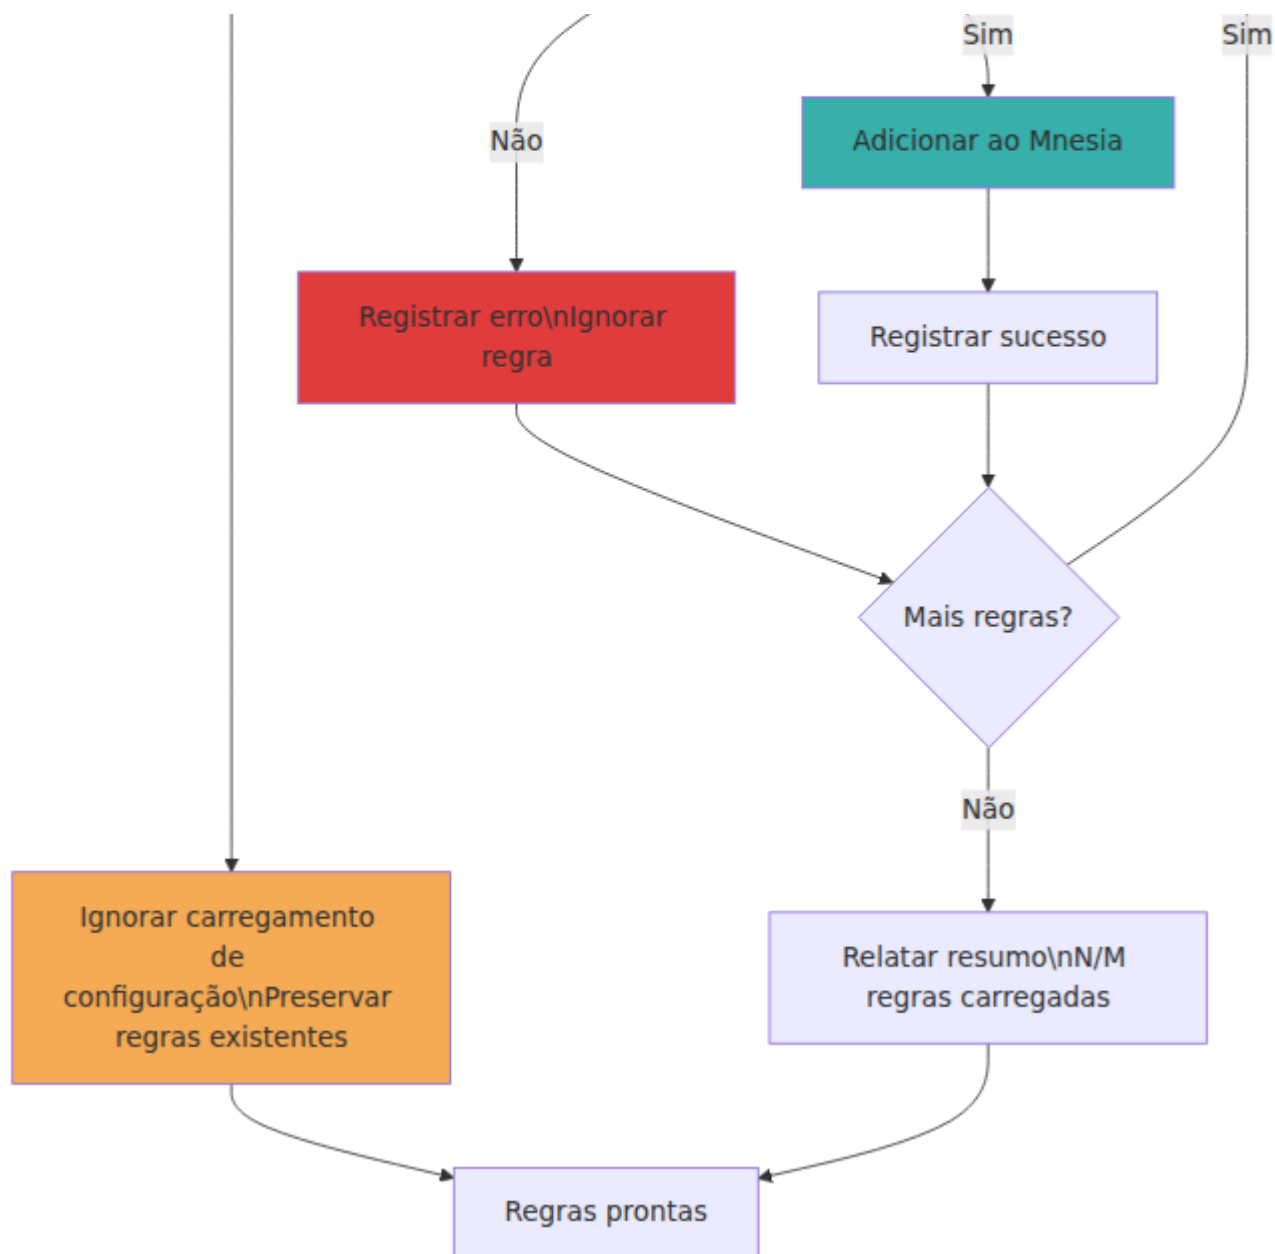 Sim
Sim
Não
Adicionar ao Mnesia
Registrar erro\nIgnorar
regra
Registrar sucesso
Mais regras?
Não
Ignorar carregamento
de
configuração\nPreservar
regras existentes
Relatar resumo\nN/M
regras carregadas
Regras prontas